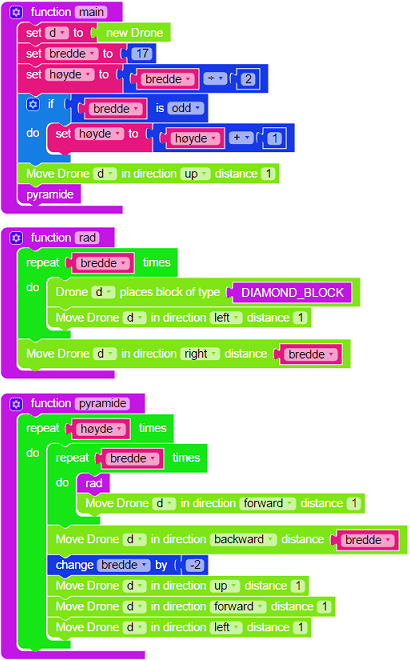 function main
set d to new Drone
set bredde to 17
set høyde to bredde ÷ 2
if bredde is odd
do set høyde to høyde + 1
Move Drone d in direction up distance 1
pyramide
function rad
repeat bredde times
do Drone d places block of type DIAMOND_BLOCK
Move Drone d in direction left distance 1
Move Drone d in direction right distance bredde
function pyramide
repeat høyde times
do repeat bredde times
do rad
Move Drone d in direction forward distance 1
Move Drone d in direction backward distance bredde
change bredde by -2
Move Drone d in direction up distance 1
Move Drone d in direction forward distance 1
Move Drone d in direction left distance 1